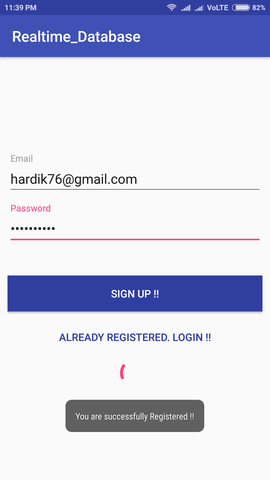 11:39 PM VoLTE 82%
Realtime_Database
Email
hardik76@gmail.com
Password
••••••••••
SIGN UP !!
ALREADY REGISTERED. LOGIN !!
You are successfully Registered !!